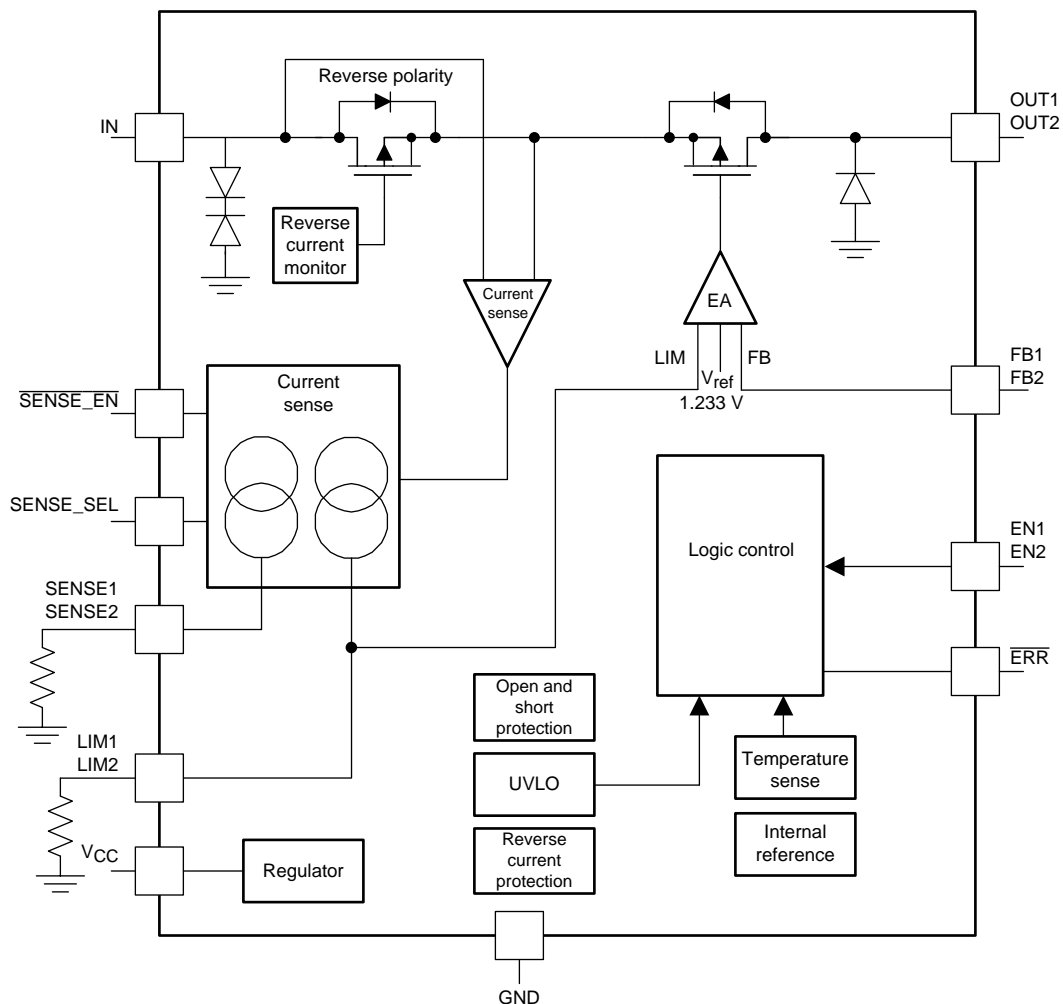 Reverse polarity
IN
OUT1
OUT2
Reverse
current
monitor
Current
sense
EA
LIM
FB
Vref
1.233 V
FB1
FB2
SENSE_EN
Current
sense
SENSE_SEL
Logic control
EN1
EN2
SENSE1
SENSE2
ERR
Open and
short
protection
LIM1
LIM2
UVLO
Temperature
sense
VCC
Regulator
Reverse
current
protection
Internal
reference
GND